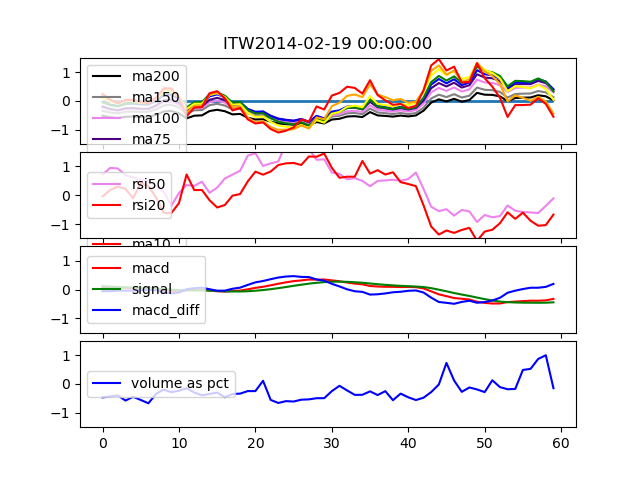 ITW2014-02-19 00:00:00
1
0
−1
ma200
ma150
ma100
ma75
1
0
−1
rsi50
rsi20
ma10
1
0
−1
macd
signal
macd_diff
1
0
−1
volume as pct
0 10 20 30 40 50 60